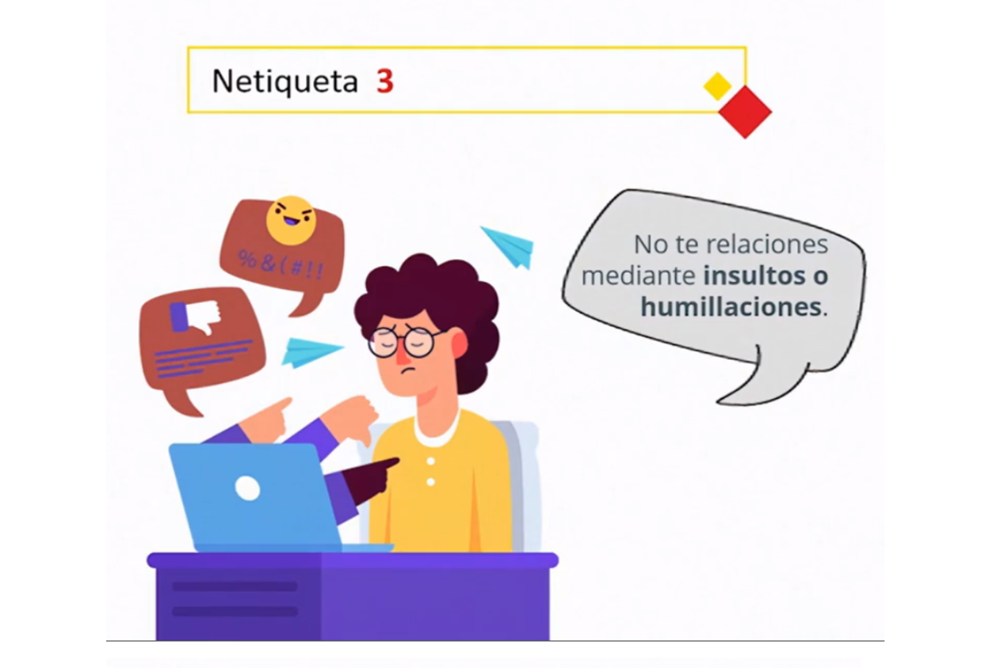 Netiqueta 3
%&(#!!
No te relaciones
mediante insultos o
humillaciones.